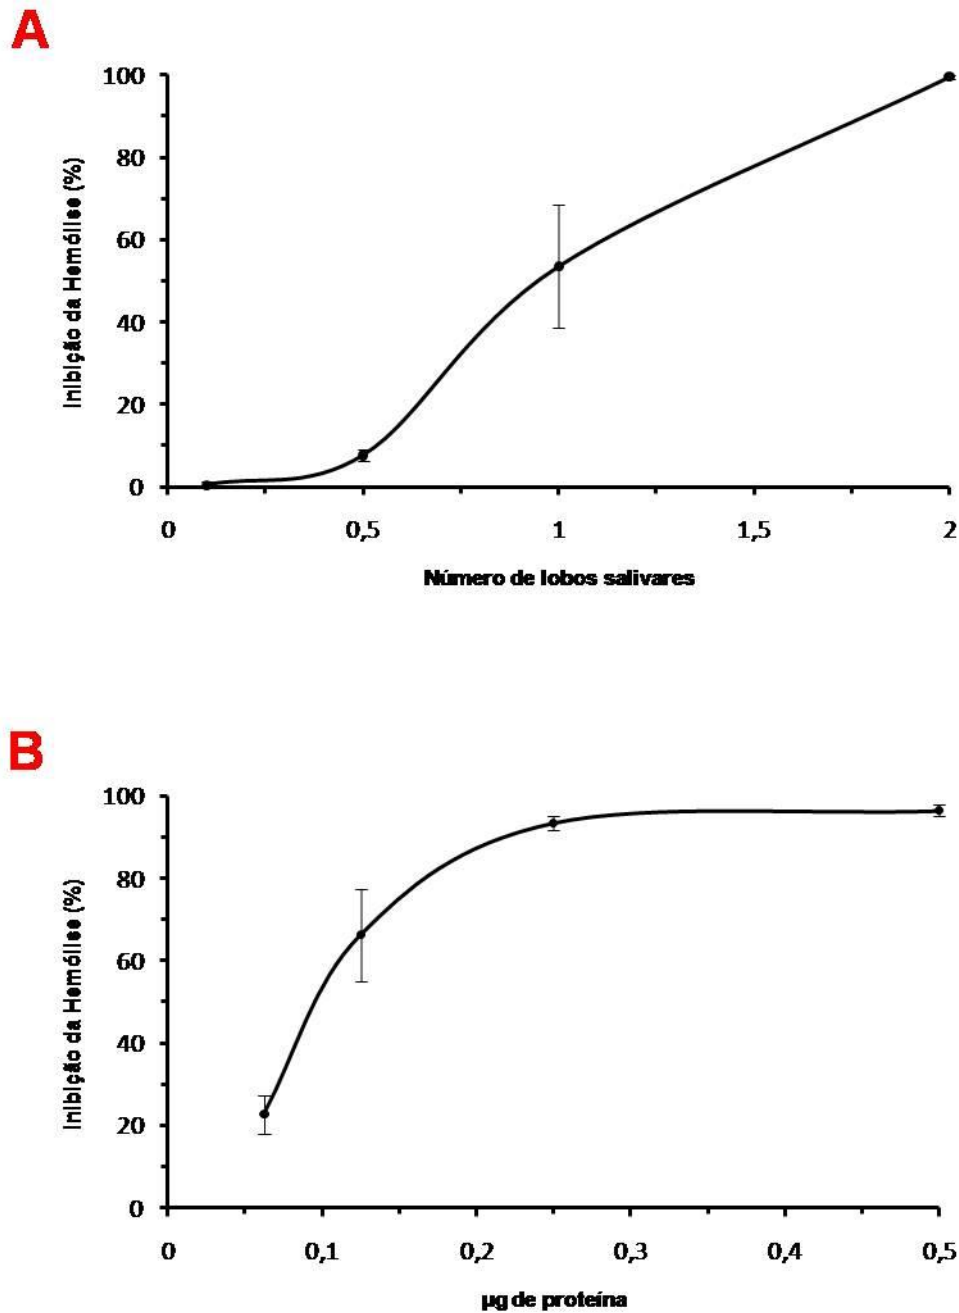 A
Inibição da Hemólise (%)
100
80
60
40
20
0
0 0,5 1 1,5 2
Número de lobos salivares
B
Inibição da Hemólise (%)
100
80
60
40
20
0
0 0,1 0,2 0,3 0,4 0,5
µg de proteína